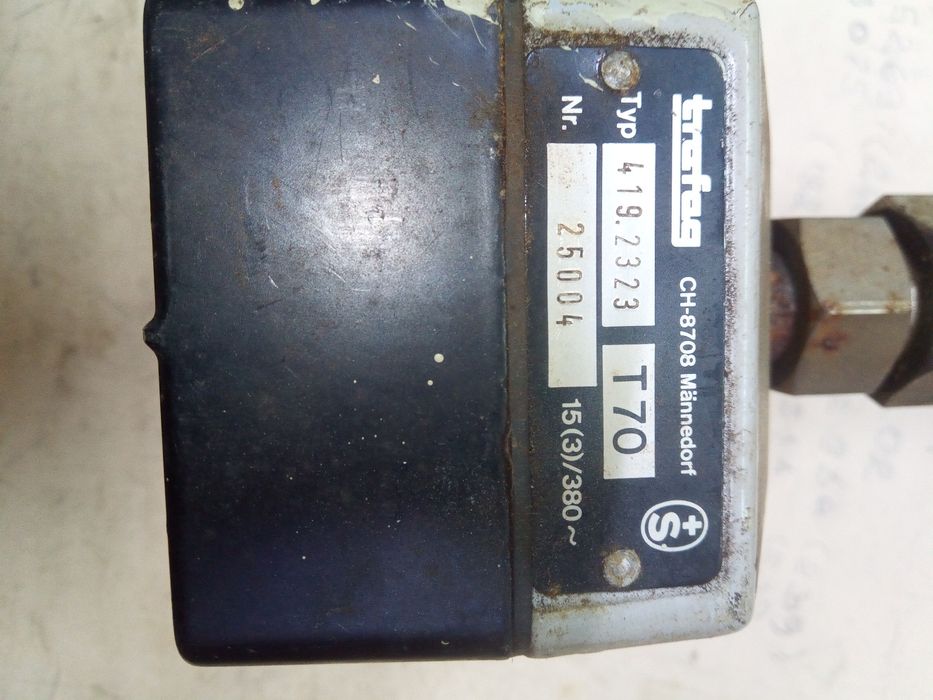 trafag CH-8708 Männedorf +S
Typ 419.2323 T70
Nr. 25004 15(3)/380~